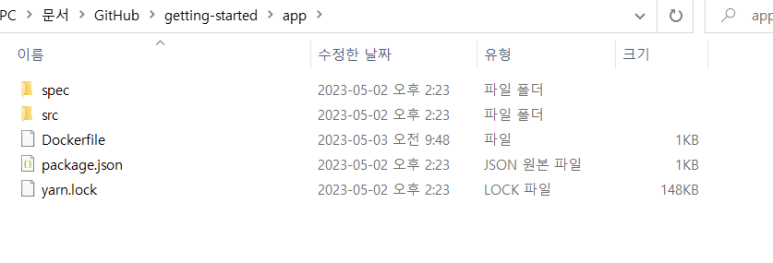 PC > 문서 > GitHub > getting-started > app > app
이름 수정한 날짜 유형 크기
spec 2023-05-02 오후 2:23 파일 폴더
src 2023-05-02 오후 2:23 파일 폴더
Dockerfile 2023-05-03 오전 9:48 파일 1KB
package.json 2023-05-02 오후 2:23 JSON 원본 파일 1KB
yarn.lock 2023-05-02 오후 2:23 LOCK 파일 148KB